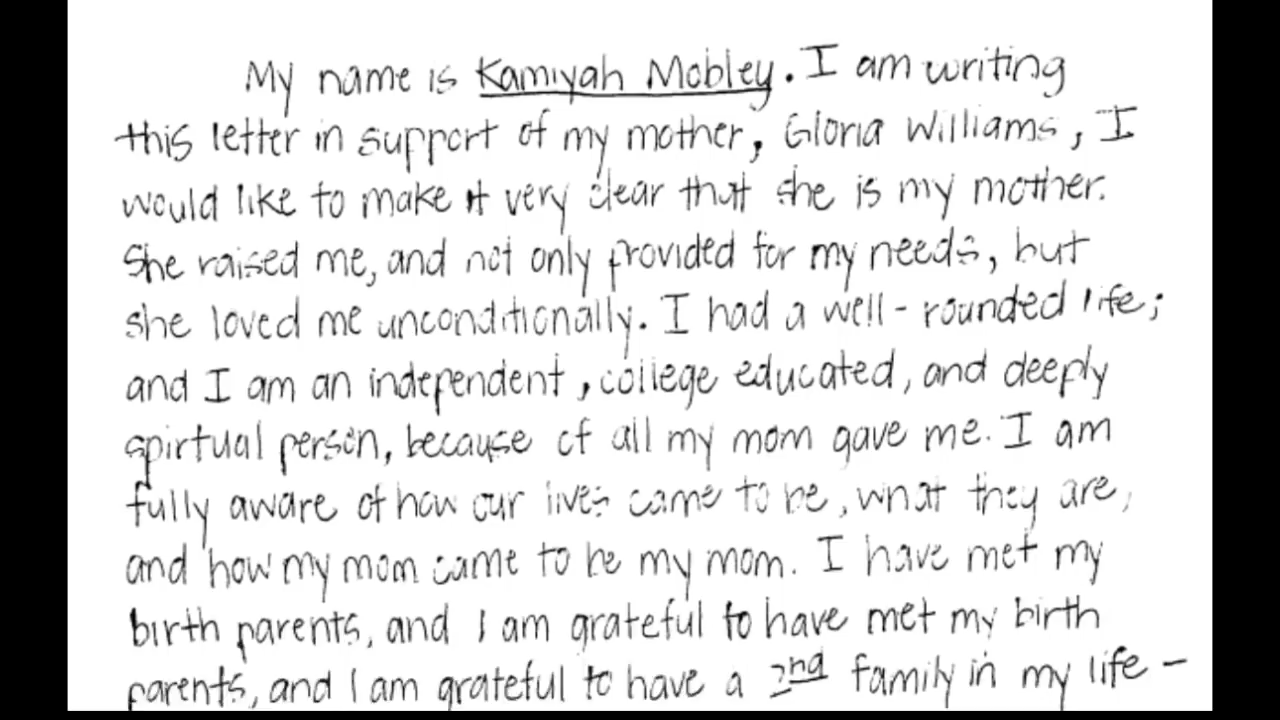 My name is Kamiyah Mobley. I am writing
this letter in support of my mother, Gloria Williams, I
would like to make it very clear that she is my mother.
She raised me, and not only provided for my needs, but
she loved me unconditionally. I had a well-rounded life;
and I am an independent, college educated, and deeply
spirtual person, because of all my mom gave me. I am
fully aware of how our lives came to be, what they are,
and how my mom came to be my mom. I have met my
birth parents, and I am grateful to have met my birth
parents, and I am grateful to have a 2nd family in my life -